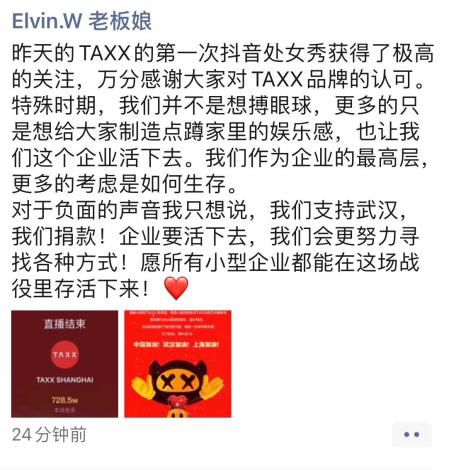 Elvin.W 老板娘
昨天的TAXX的第一次抖音处女秀获得了极高
的关注，万分感谢大家对TAXX品牌的认可。
特殊时期，我们并不是想搏眼球，更多的只
是想给大家制造点蹲家里的娱乐感，也让我
们这个企业活下去。我们作为企业的最高层，
更多的考虑是如何生存。
对于负面的声音我只想说，我们支持武汉，
我们捐款！企业要活下去，我们会更努力寻
找各种方式！愿所有小型企业都能在这场战
役里存活下来！❤️
直播结束
TAXX
TAXX SHANGHAI
728.5w
中国加油！武汉加油！上海加油！
24分钟前